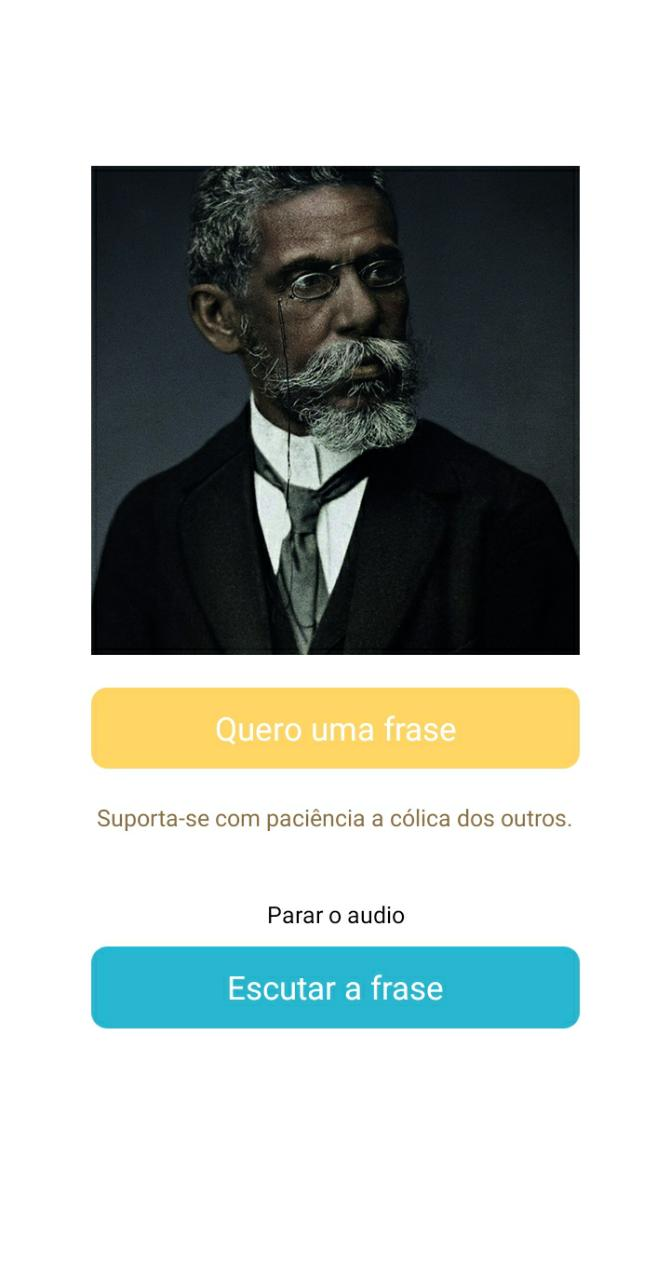 Quero uma frase
Suporta-se com paciência a cólica dos outros.
Parar o audio
Escutar a frase